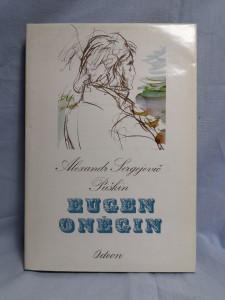 Alexandr Sergejevič
Puškin
EUGEN
ONĚGIN
Odeon